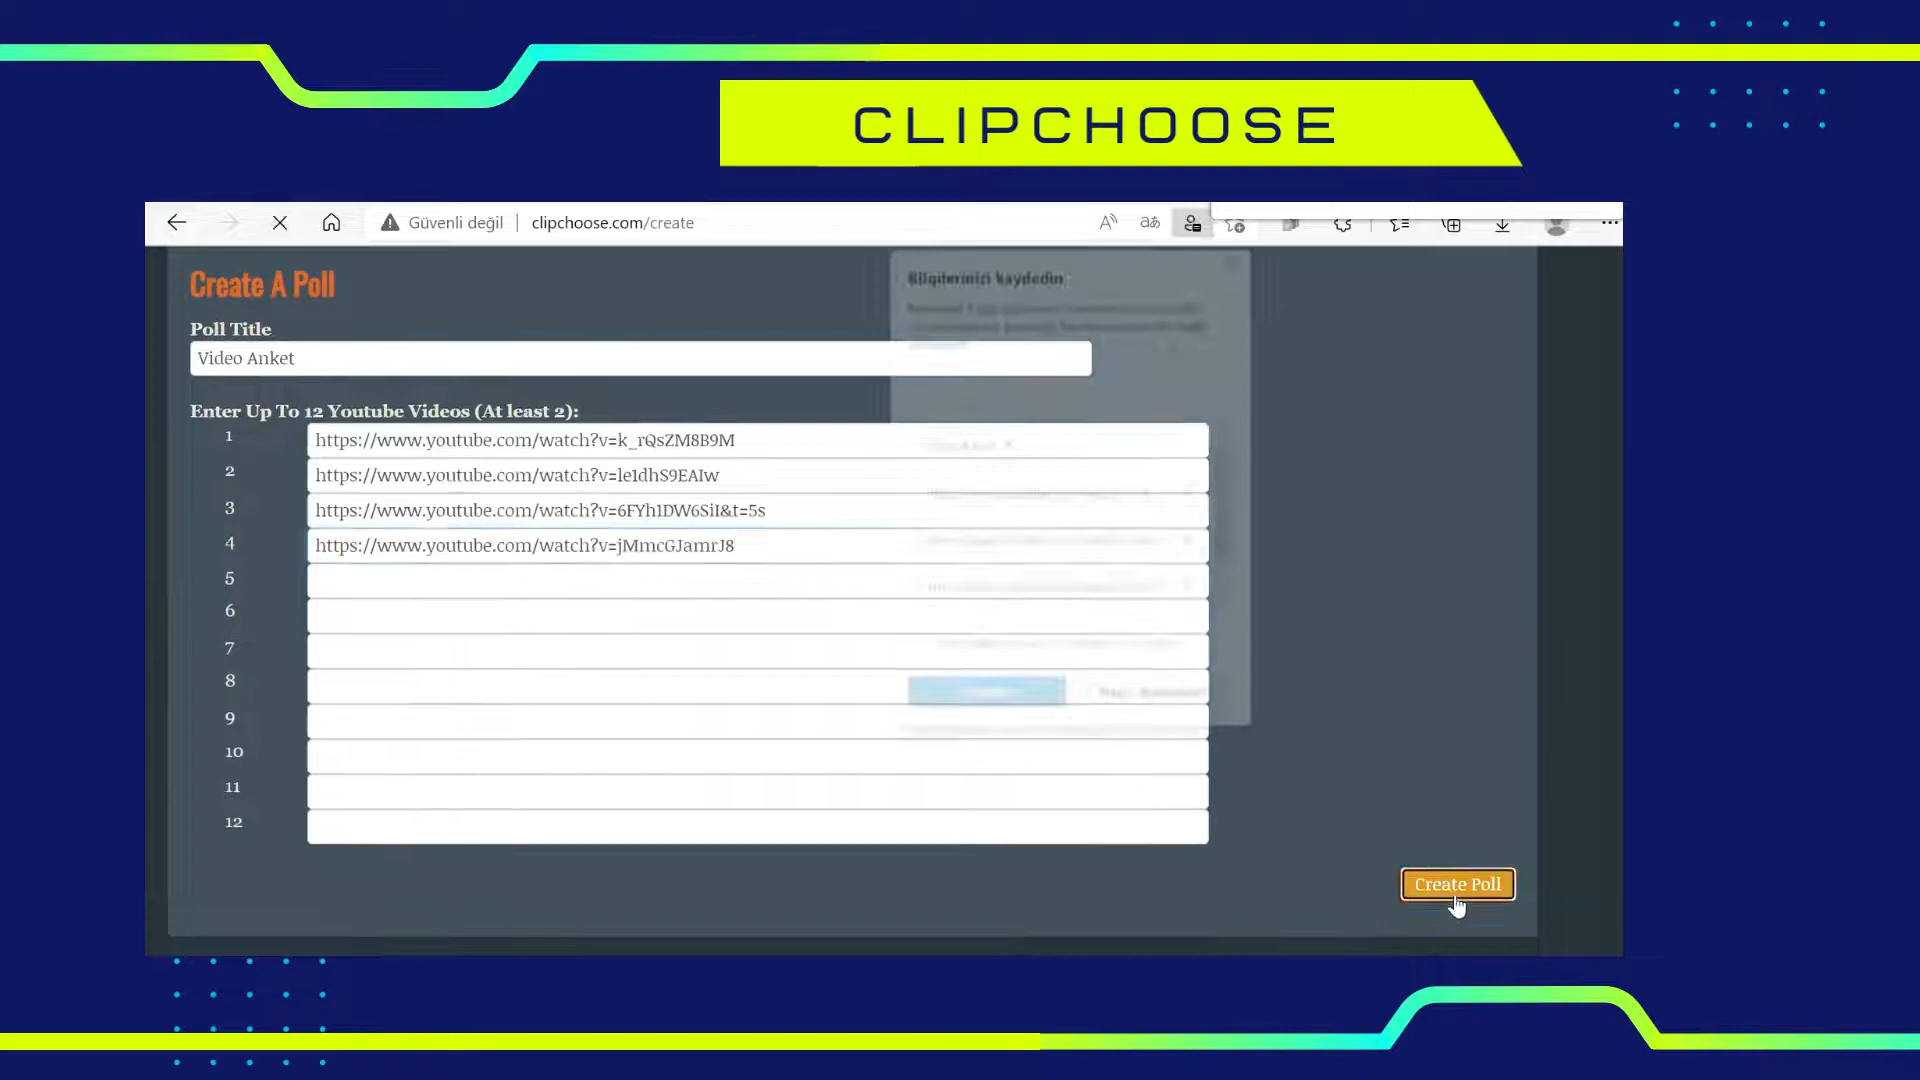 CLIPCHOOSE
Güvenli değil | clipchoose.com/create
Create A Poll
Bilgilerinizi kaydedin
Poll Title
Video Anket
Enter Up To 12 Youtube Videos (At least 2):
1 https://www.youtube.com/watch?v=k_rQsZM8B9M
2 https://www.youtube.com/watch?v=le1dhS9EAIw
3 https://www.youtube.com/watch?v=6FYh1DW6SiI&t=5s
4 https://www.youtube.com/watch?v=jMmcGJamrJ8
5
6
7
8
9
10
11
12
Create Poll